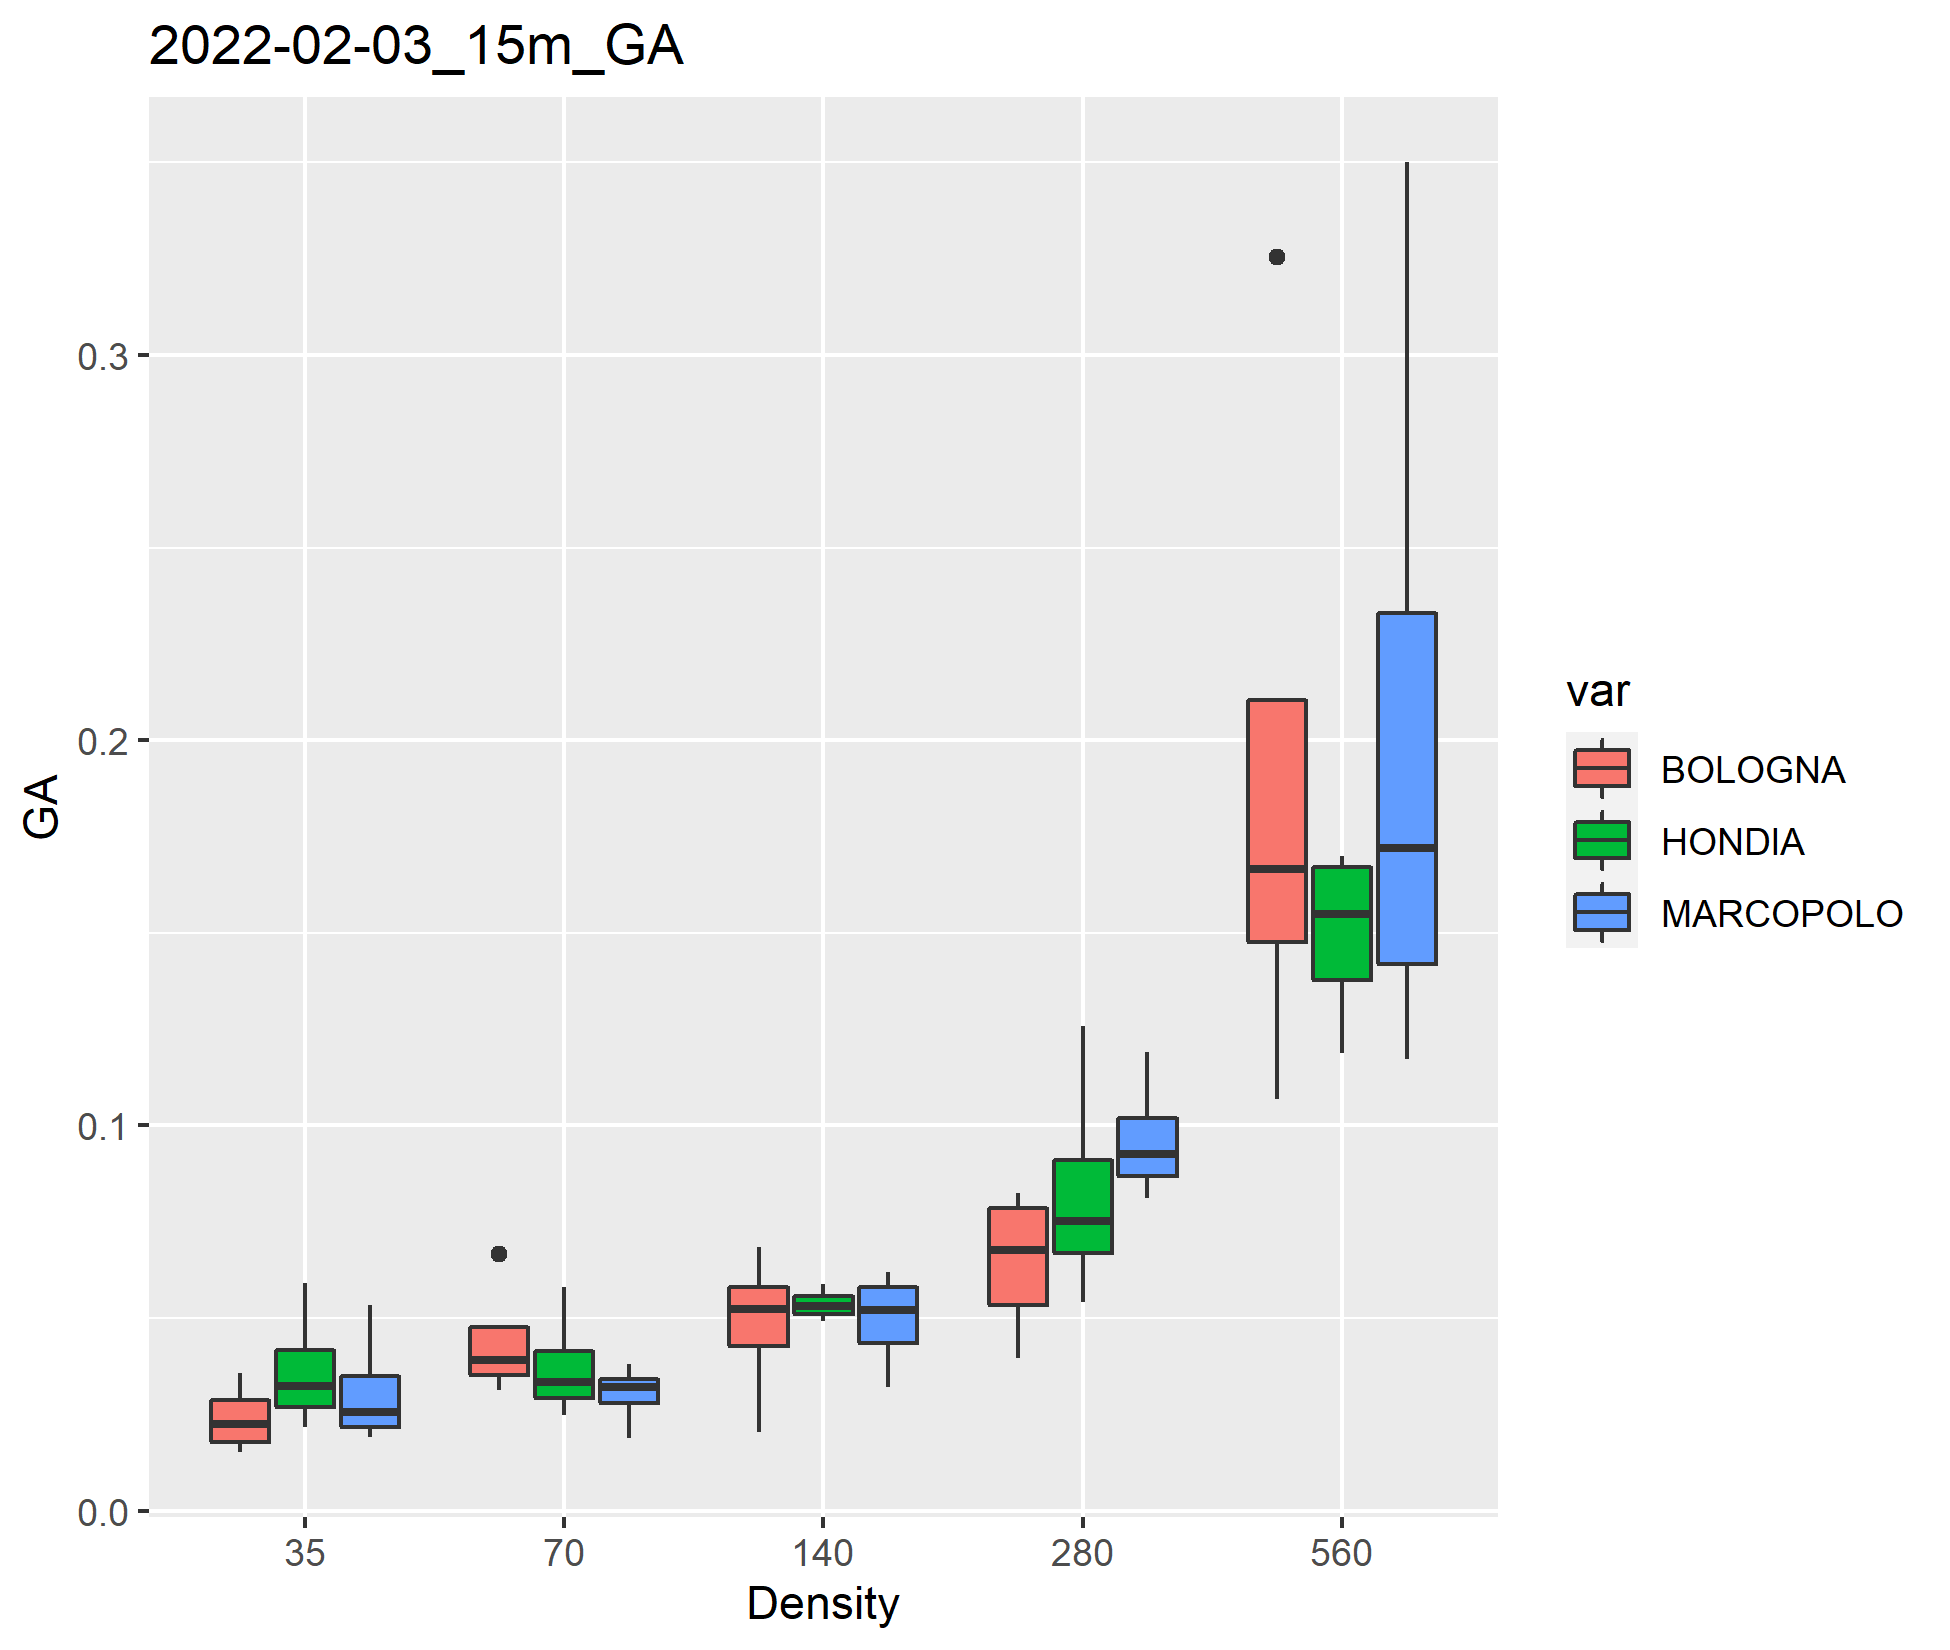 2022-02-03_15m_GA
GA
0.3
0.2
0.1
0.0
35 70 140 280 560
Density
var
BOLOGNA
HONDIA
MARCOPOLO